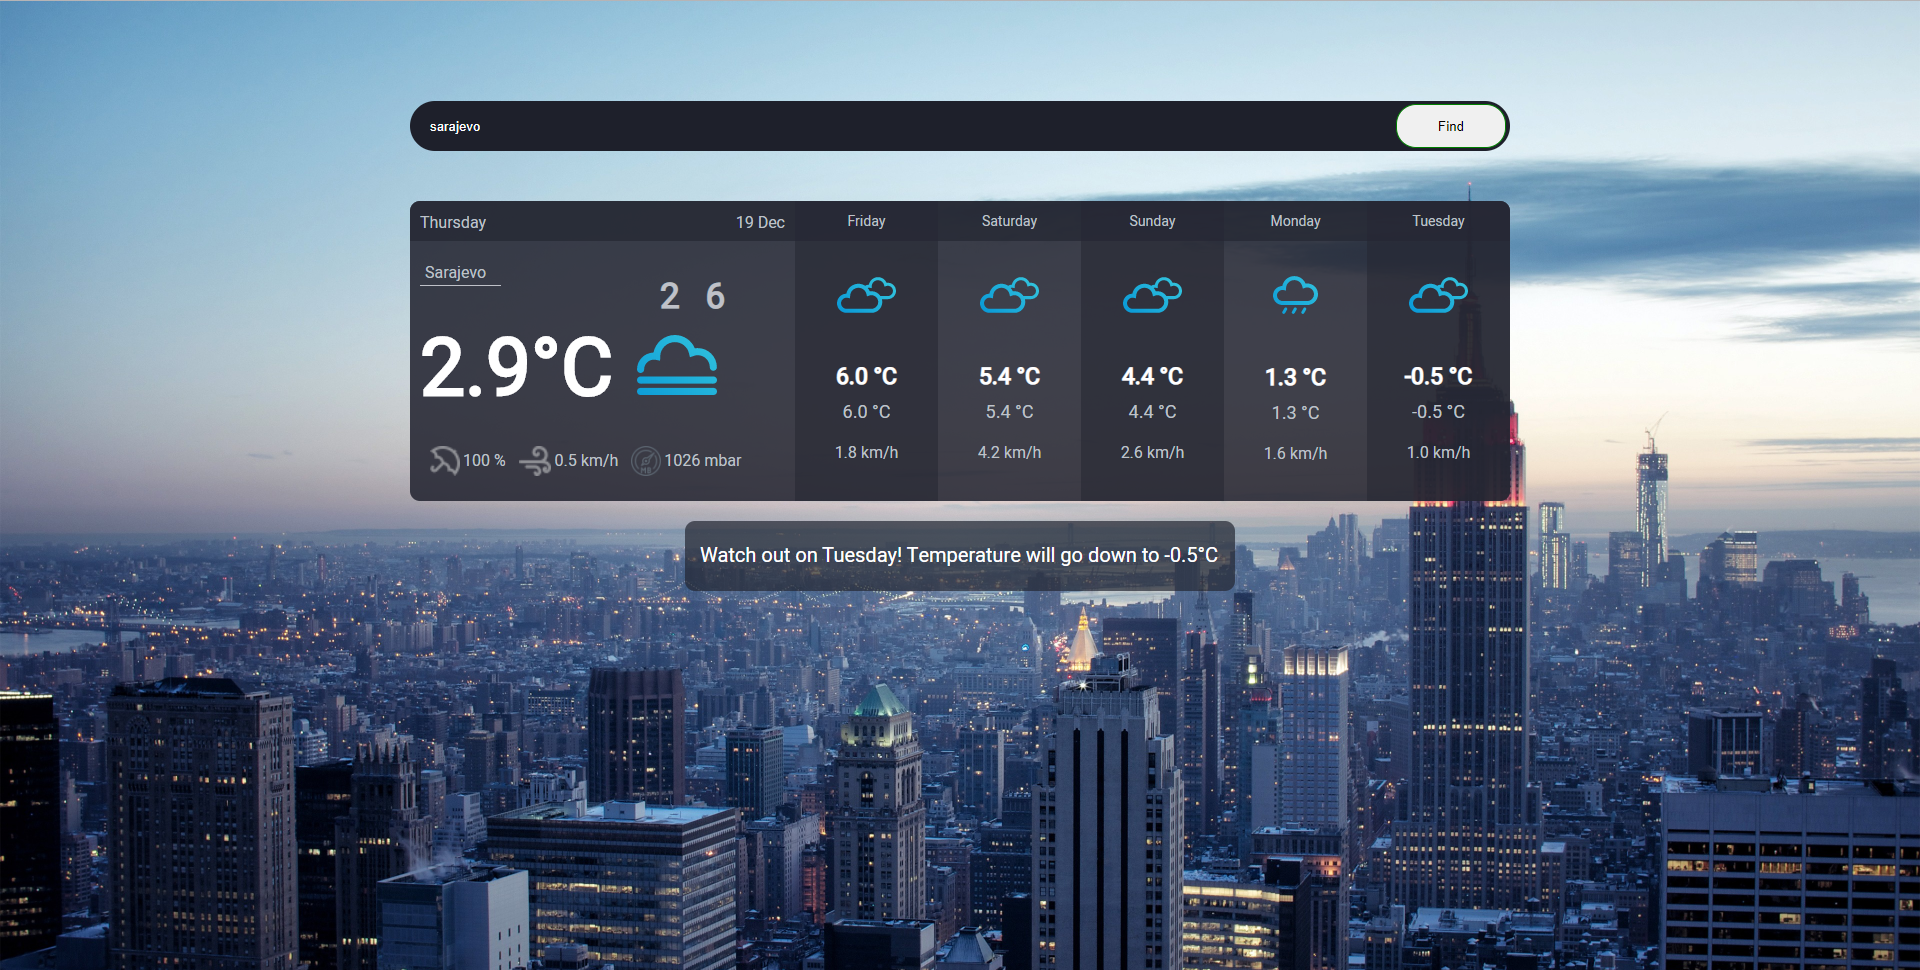 sarajevo
Find
Thursday 19 Dec
Sarajevo
2 6
2.9°C
100 % 0.5 km/h MB 1026 mbar
Friday
6.0 °C
6.0 °C
1.8 km/h
Saturday
5.4 °C
5.4 °C
4.2 km/h
Sunday
4.4 °C
4.4 °C
2.6 km/h
Monday
1.3 °C
1.3 °C
1.6 km/h
Tuesday
-0.5 °C
-0.5 °C
1.0 km/h
Watch out on Tuesday! Temperature will go down to -0.5°C